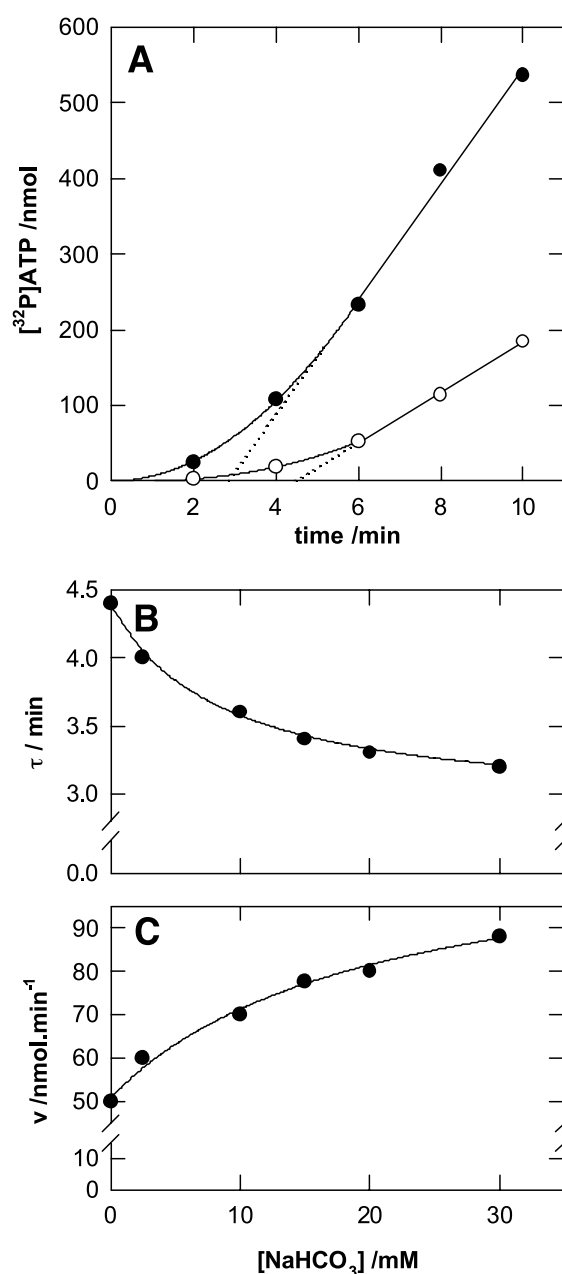 A
600
500
400
300
200
100
0
[³²P]ATP /nmol
0 2 4 6 8 10
time /min
B
4.5
4.0
3.5
3.0
0.0
τ / min
C
90
80
70
60
50
10
0
v /nmol.min⁻¹
0 10 20 30
[NaHCO₃] /mM